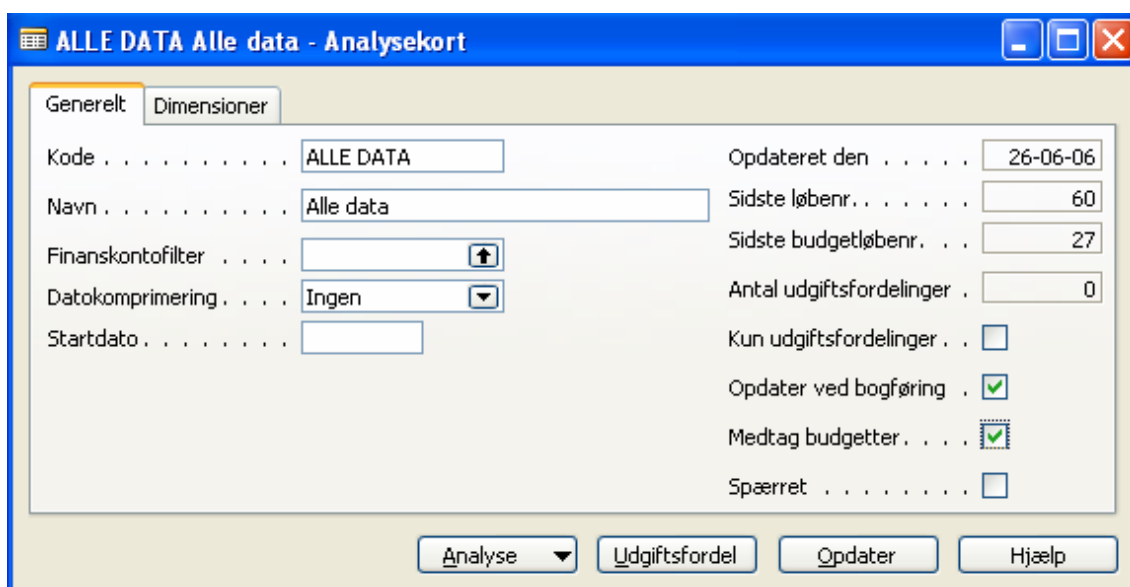 ALLE DATA Alle data - Analysekort
Generelt
Dimensioner
Kode . . . . . . . . . . ALLE DATA
Navn . . . . . . . . . . Alle data
Finanskontofilter . . . .
Datokomprimering . . . . Ingen
Startdato . . . . . . . .
Opdateret den . . . . . 26-06-06
Sidste løbenr. . . . . . . 60
Sidste budgetløbenr. . . 27
Antal udgiftsfordelinger . 0
Kun udgiftsfordelinger . .
Opdater ved bogføring .
Medtag budgetter. . . . .
Spærret . . . . . . . .
Analyse
Udgiftsfordel
Opdater
Hjælp